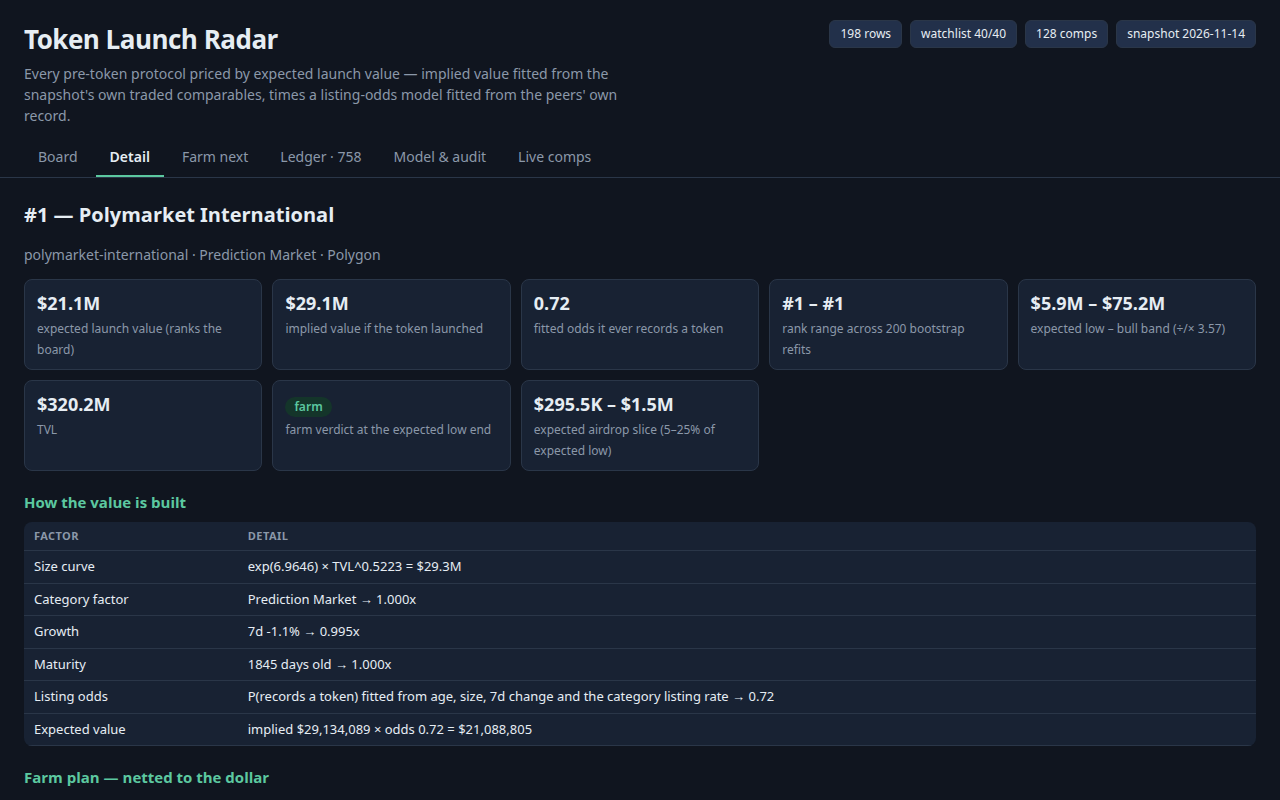 Token Launch Radar
198 rows
watchlist 40/40
128 comps
snapshot 2026-11-14
Every pre-token protocol priced by expected launch value — implied value fitted from the
snapshot's own traded comparables, times a listing-odds model fitted from the peers' own
record.
Board
Detail
Farm next
Ledger · 758
Model & audit
Live comps
#1 — Polymarket International
polymarket-international · Prediction Market · Polygon
$21.1M
expected launch value (ranks the
board)
$29.1M
implied value if the token launched
0.72
fitted odds it ever records a token
#1 – #1
rank range across 200 bootstrap
refits
$5.9M – $75.2M
expected low – bull band (÷/× 3.57)
$320.2M
TVL
farm
farm verdict at the expected low end
$295.5K – $1.5M
expected airdrop slice (5–25% of
expected low)
How the value is built
FACTOR DETAIL
Size curve exp(6.9646) × TVL^0.5223 = $29.3M
Category factor Prediction Market → 1.000x
Growth 7d -1.1% → 0.995x
Maturity 1845 days old → 1.000x
Listing odds P(records a token) fitted from age, size, 7d change and the category listing rate → 0.72
Expected value implied $29,134,089 × odds 0.72 = $21,088,805
Farm plan — netted to the dollar